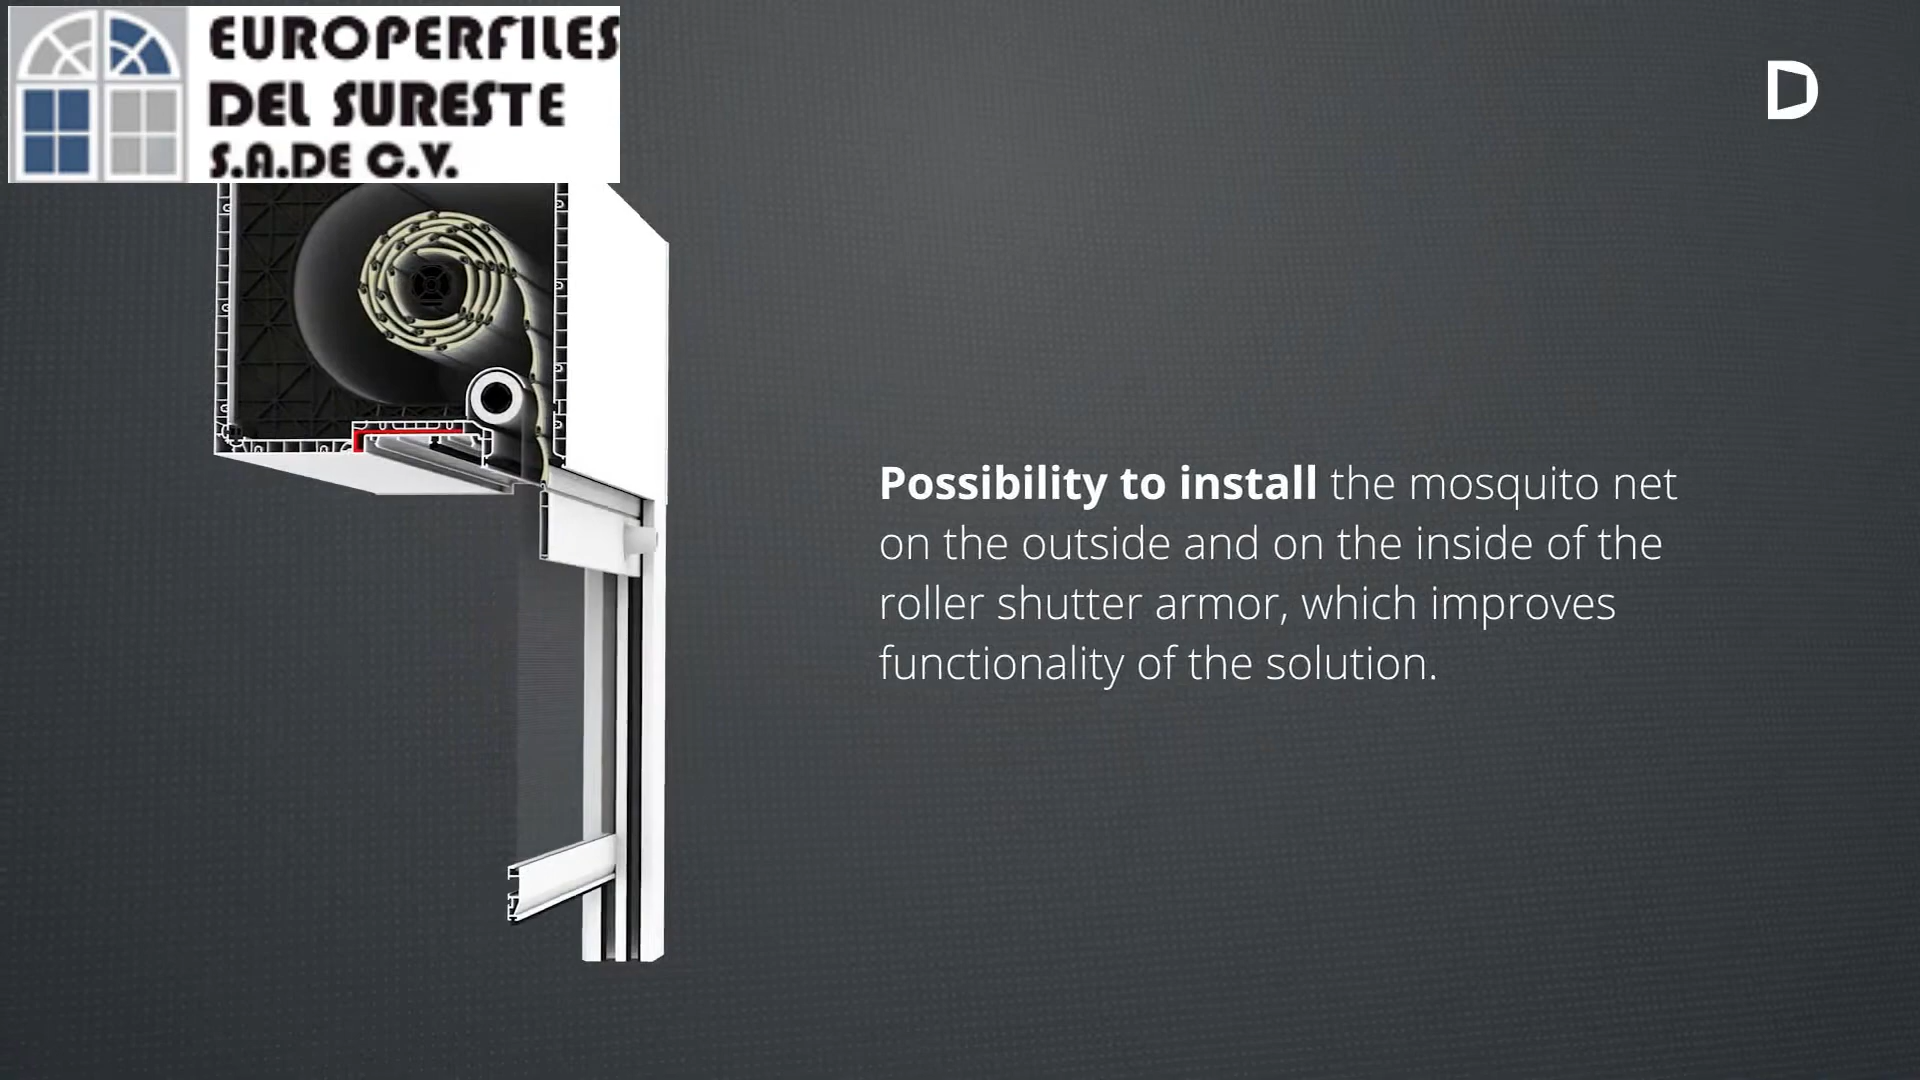 EUROPERFILES
DEL SURESTE
S.A.DE C.V.
D
Possibility to install the mosquito net
on the outside and on the inside of the
roller shutter armor, which improves
functionality of the solution.